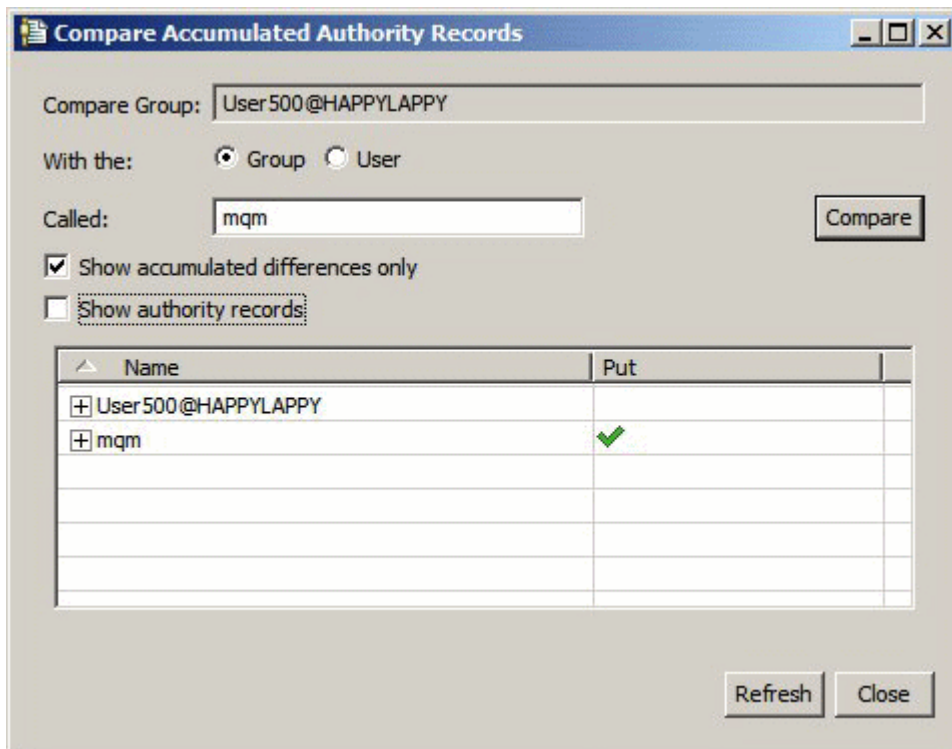 Compare Accumulated Authority Records
Compare Group: User500@HAPPYLAPPY
With the: Group User
Called: mqm Compare
Show accumulated differences only
Show authority records
Name Put
User500@HAPPYLAPPY
mqm
Refresh Close